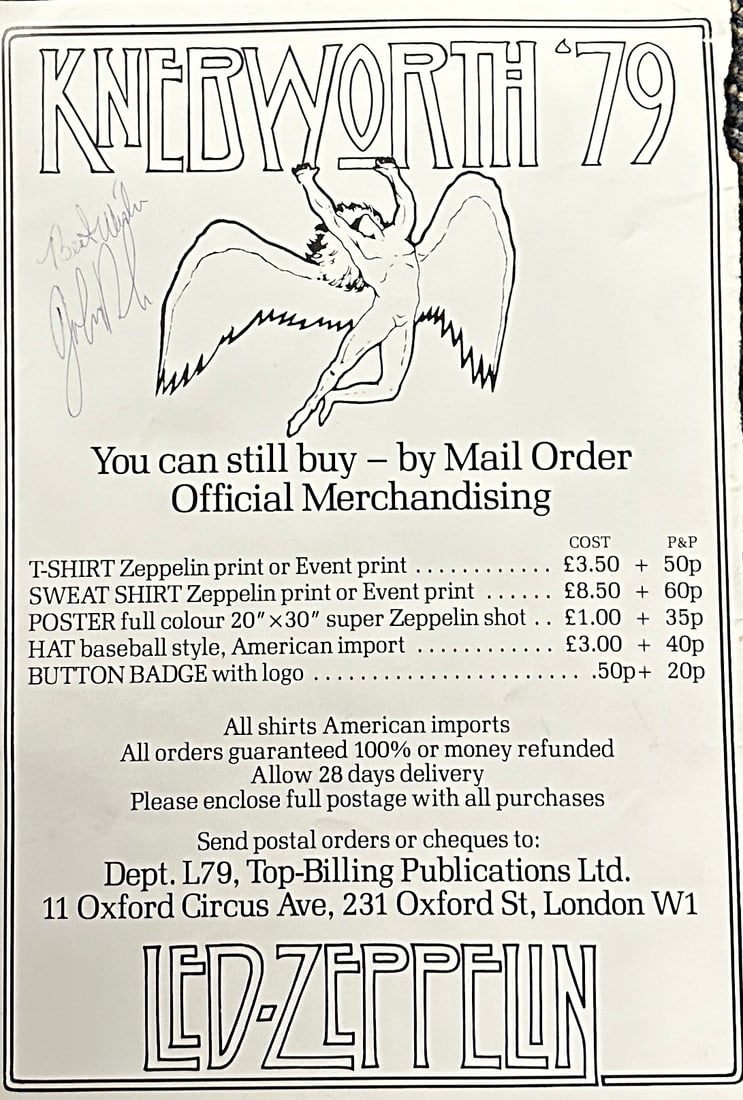 KNEBWORTH '79
Best Wishes
You can still buy – by Mail Order
Official Merchandising
COST P&P
T-SHIRT Zeppelin print or Event print . . . . . . . . . . . . £3.50 + 50p
SWEAT SHIRT Zeppelin print or Event print . . . . . . £8.50 + 60p
POSTER full colour 20″×30″ super Zeppelin shot . . £1.00 + 35p
HAT baseball style, American import . . . . . . . . . . . . £3.00 + 40p
BUTTON BADGE with logo . . . . . . . . . . . . . . . . . . . . . . . . .50p+ 20p
All shirts American imports
All orders guaranteed 100% or money refunded
Allow 28 days delivery
Please enclose full postage with all purchases
Send postal orders or cheques to:
Dept. L79, Top-Billing Publications Ltd.
11 Oxford Circus Ave, 231 Oxford St, London W1
LED-ZEPPELIN